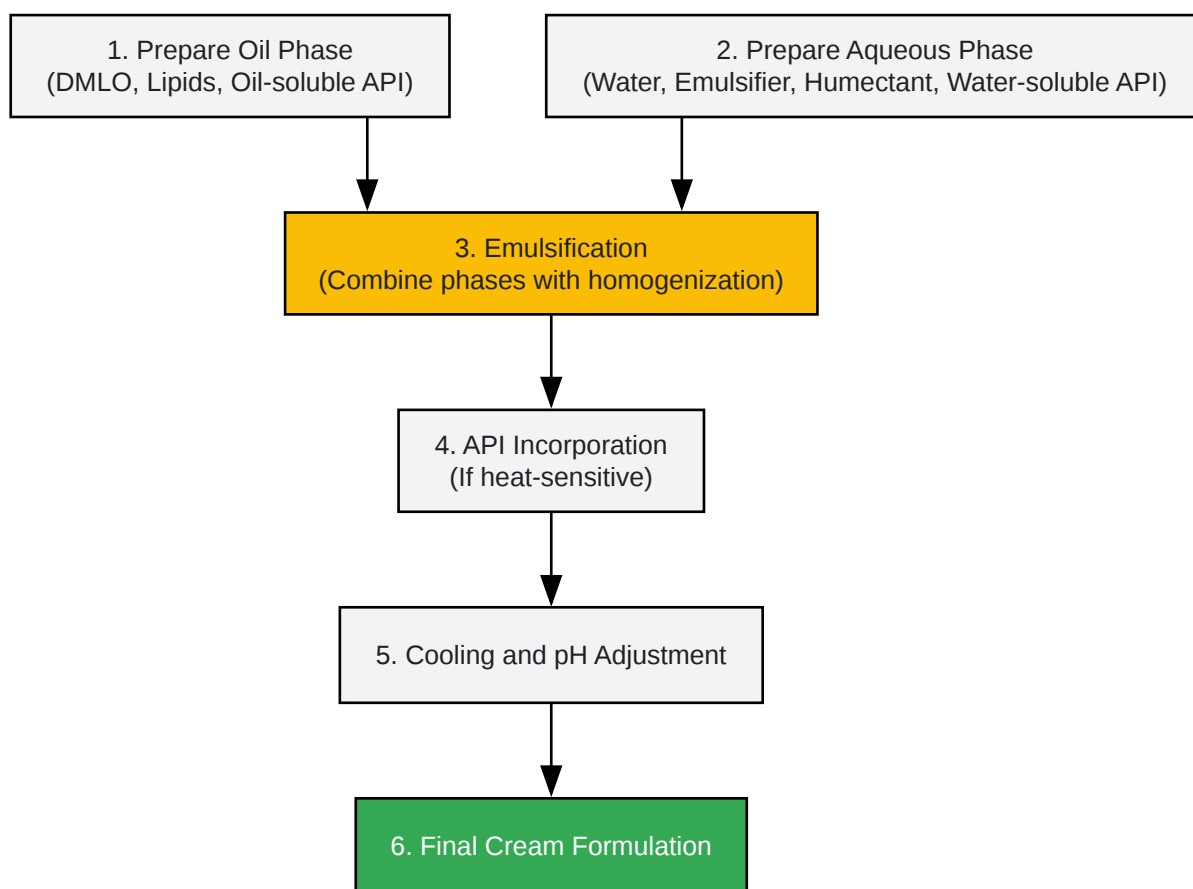 1. Prepare Oil Phase
(DMLO, Lipids, Oil-soluble API)
2. Prepare Aqueous Phase
(Water, Emulsifier, Humectant, Water-soluble API)
3. Emulsification
(Combine phases with homogenization)
4. API Incorporation
(If heat-sensitive)
5. Cooling and pH Adjustment
6. Final Cream Formulation